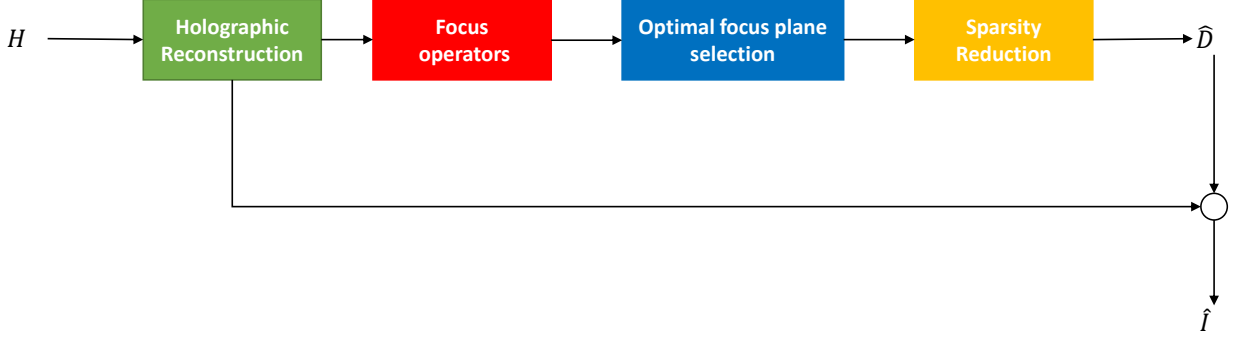 H
Holographic
Reconstruction
Focus
operators
Optimal focus plane
selection
Sparsity
Reduction
D̂
Î